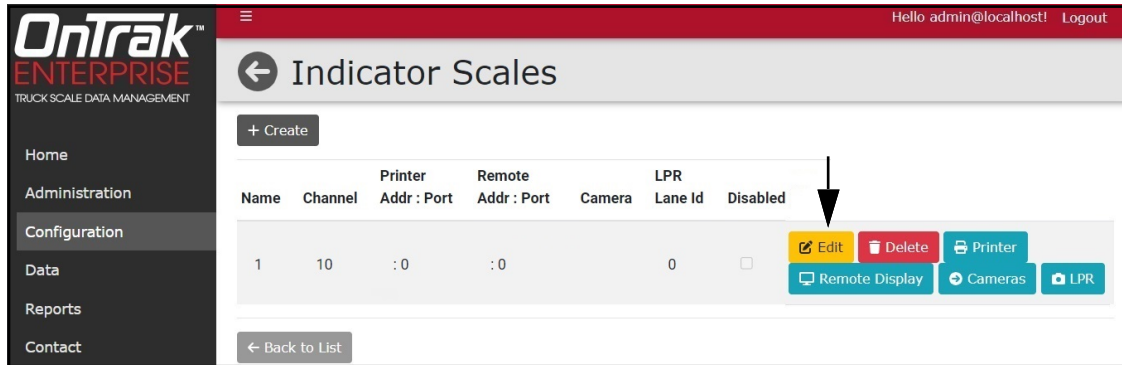 OnTrak™
ENTERPRISE
TRUCK SCALE DATA MANAGEMENT
Home
Administration
Configuration
Data
Reports
Contact
Hello admin@localhost! Logout
Indicator Scales
+ Create
Name Channel Printer Addr : Port Remote Addr : Port Camera LPR Lane Id Disabled
1 10 : 0 : 0 0
Edit Delete Printer
Remote Display Cameras LPR
← Back to List